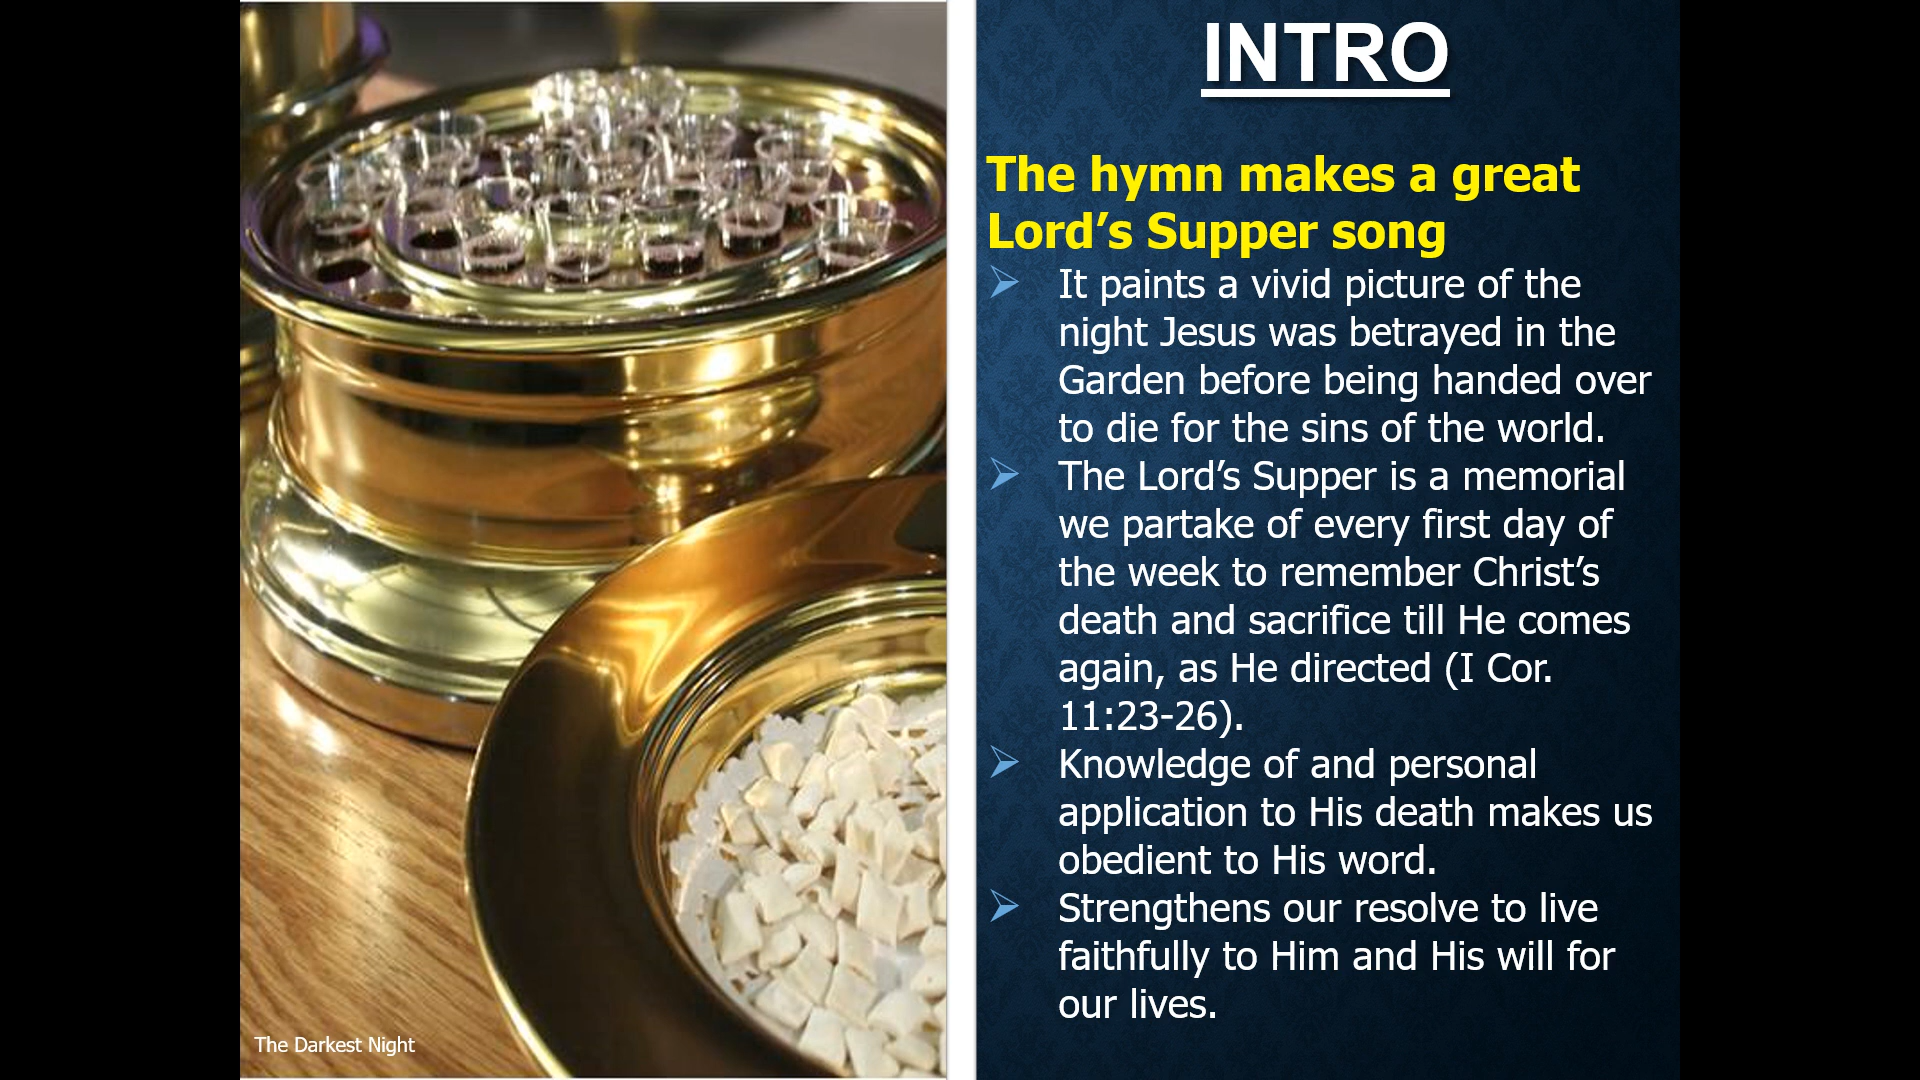 INTRO
The hymn makes a great
Lord’s Supper song
It paints a vivid picture of the
night Jesus was betrayed in the
Garden before being handed over
to die for the sins of the world.
The Lord’s Supper is a memorial
we partake of every first day of
the week to remember Christ’s
death and sacrifice till He comes
again, as He directed (I Cor.
11:23-26).
Knowledge of and personal
application to His death makes us
obedient to His word.
Strengthens our resolve to live
faithfully to Him and His will for
our lives.
The Darkest Night